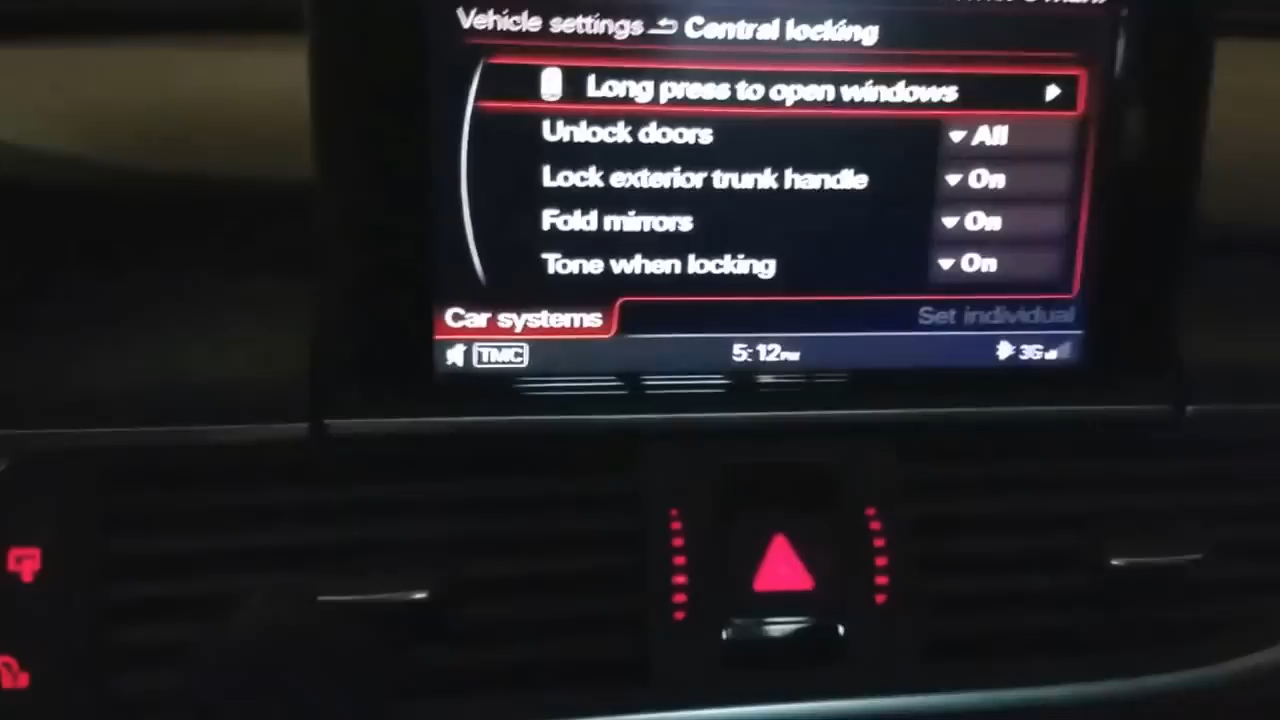 Vehicle settings Central locking
Long press to open windows
Unlock doors All
Lock exterior trunk handle On
Fold mirrors On
Tone when locking On
Car systems Set individual
TMC 5:12PM 3G